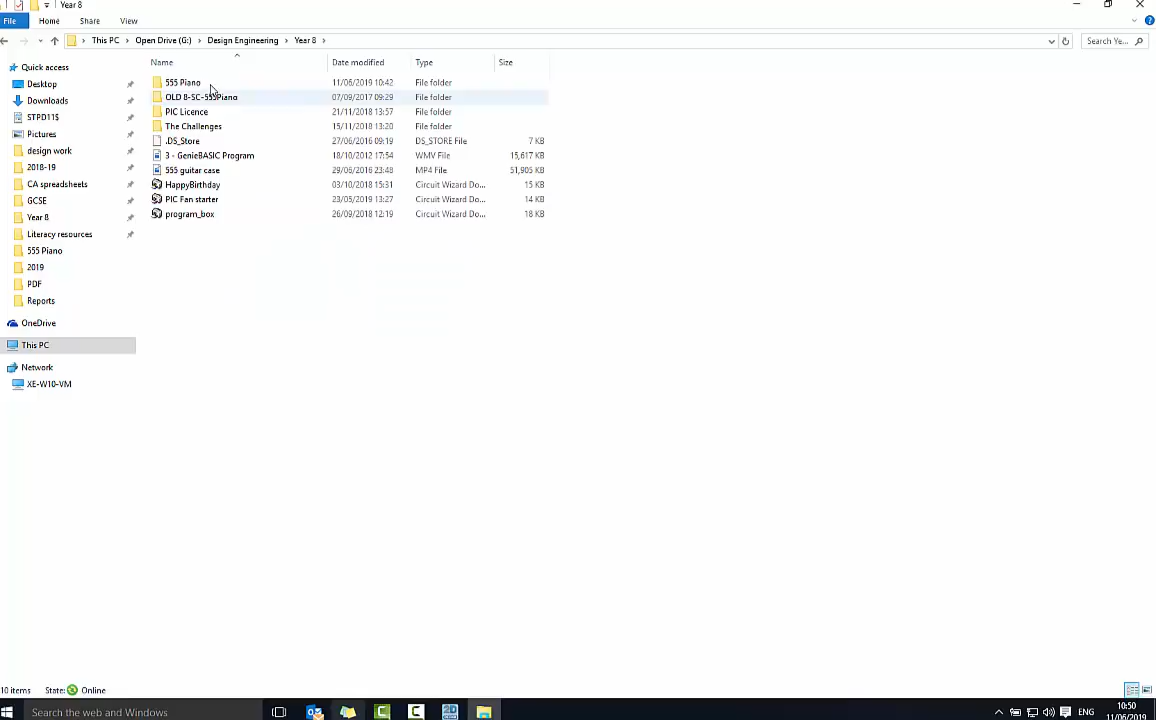 Year 8
File Home Share View
This PC Open Drive (G:) Design Engineering Year 8 Search Ye...
Name Date modified Type Size
Quick access
Desktop
Downloads
STPD11$
Pictures
design work
2018-19
CA spreadsheets
GCSE
Year 8
Literacy resources
555 Piano
2019
PDF
Reports
OneDrive
This PC
Network
XE-W10-VM
555 Piano 11/06/2019 10:42 File folder
OLD 8-SC-555Piano 07/09/2017 09:29 File folder
PIC Licence 21/11/2018 13:57 File folder
The Challenges 15/11/2018 13:20 File folder
.DS_Store 27/06/2016 09:19 DS_STORE File 7 KB
3 - GenieBASIC Program 18/10/2012 17:54 WMV File 15,617 KB
555 guitar case 29/06/2016 23:48 MP4 File 51,905 KB
HappyBirthday 03/10/2018 15:31 Circuit Wizard Do... 15 KB
PIC Fan starter 23/05/2019 13:27 Circuit Wizard Do... 14 KB
program_box 26/09/2018 12:19 Circuit Wizard Do... 18 KB
10 items State: Online
Search the web and Windows
2D
ENG
10:50
11/06/2019